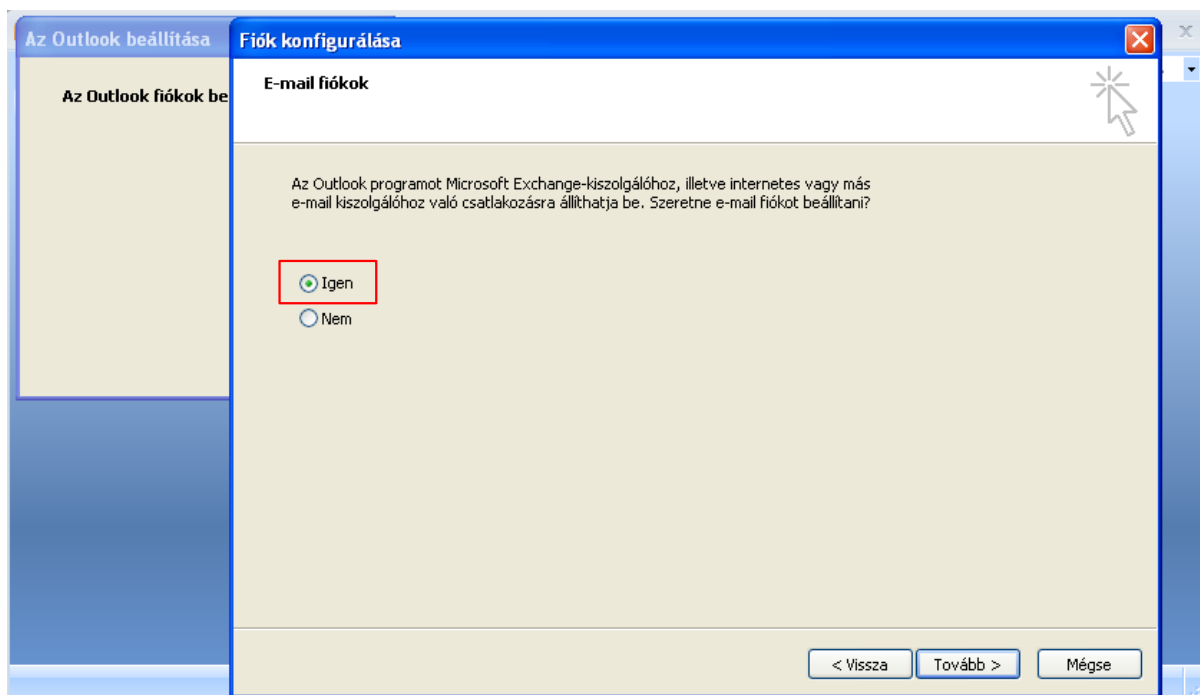 Az Outlook beállítása
Az Outlook fiókok be
Fiók konfigurálása
E-mail fiókok
Az Outlook programot Microsoft Exchange-kiszolgálóhoz, illetve internetes vagy más
e-mail kiszolgálóhoz való csatlakozásra állíthatja be. Szeretne e-mail fiókot beállítani?
Igen
Nem
< Vissza
Tovább >
Mégse